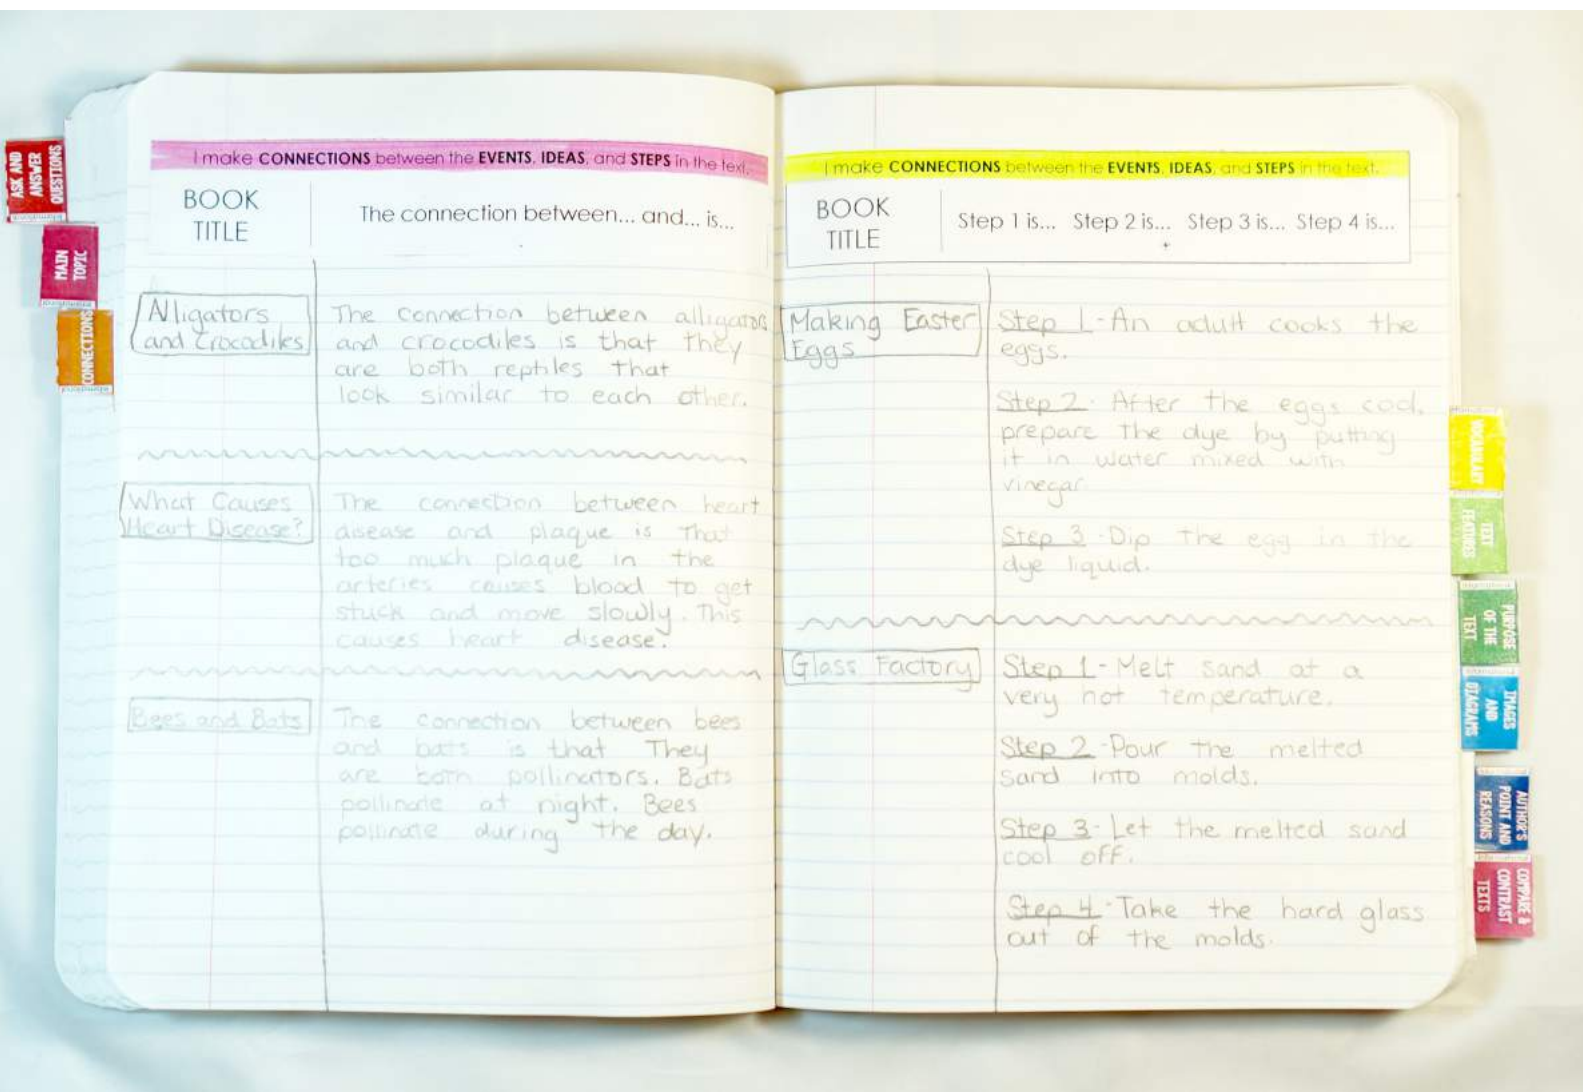 ASK AND
ANSWER
QUESTIONS
MAIN
TOPIC
CONNECTIONS
I make CONNECTIONS between the EVENTS, IDEAS, and STEPS in the text.
BOOK
TITLE
The connection between... and... is...
Alligators
and Crocodiles
The connection between alligators
and crocodiles is that they
are both reptiles that
look similar to each other.
What Causes
Heart Disease?
The connection between heart
disease and plaque is that
too much plaque in the
arteries causes blood to get
stuck and move slowly. This
causes heart disease.
Bees and Bats
The connection between bees
and bats is that They
are both pollinators. Bats
pollinate at night. Bees
pollinate during the day.
I make CONNECTIONS between the EVENTS, IDEAS, and STEPS in the text.
BOOK
TITLE
Step 1 is... Step 2 is... Step 3 is... Step 4 is...
Making Easter
Eggs
Step 1-An adult cooks the
eggs.
Step 2- After the eggs cool,
prepare the dye by putting
it in water mixed with
vinegar.
Step 3-Dip the egg in the
dye liquid.
Glass Factory
Step 1-Melt sand at a
very hot temperature.
Step 2-Pour the melted
sand into molds.
Step 3-Let the melted sand
cool off.
Step 4-Take the hard glass
out of the molds.
VOCABULARY
TEXT
FEATURES
PURPOSE
OF THE
TEXT
IMAGES
AND
DIAGRAMS
AUTHOR'S
POINT AND
REASONS
COMPARE &
CONTRAST
TEXTS